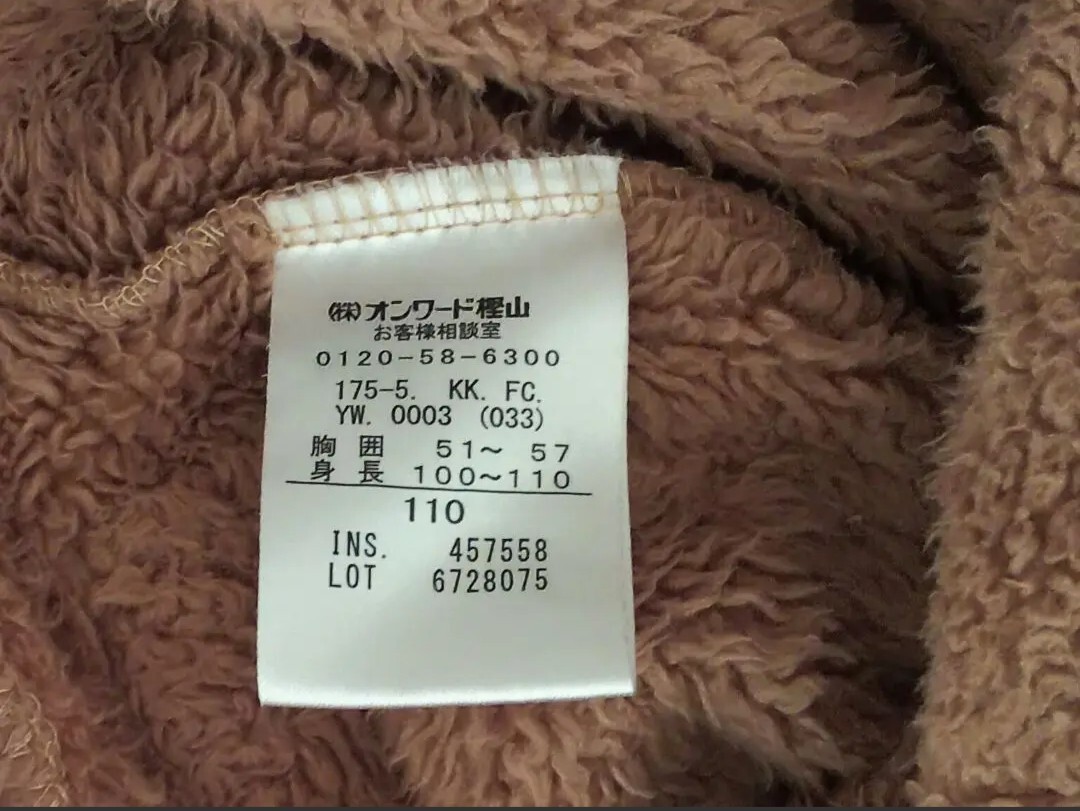 ㈱オンワード樫山
お客様相談室
0120-58-6300
175-5. KK. FC.
YW. 0003 (033)
胸囲 51～ 57
身長 100～110
110
INS. 457558
LOT 6728075